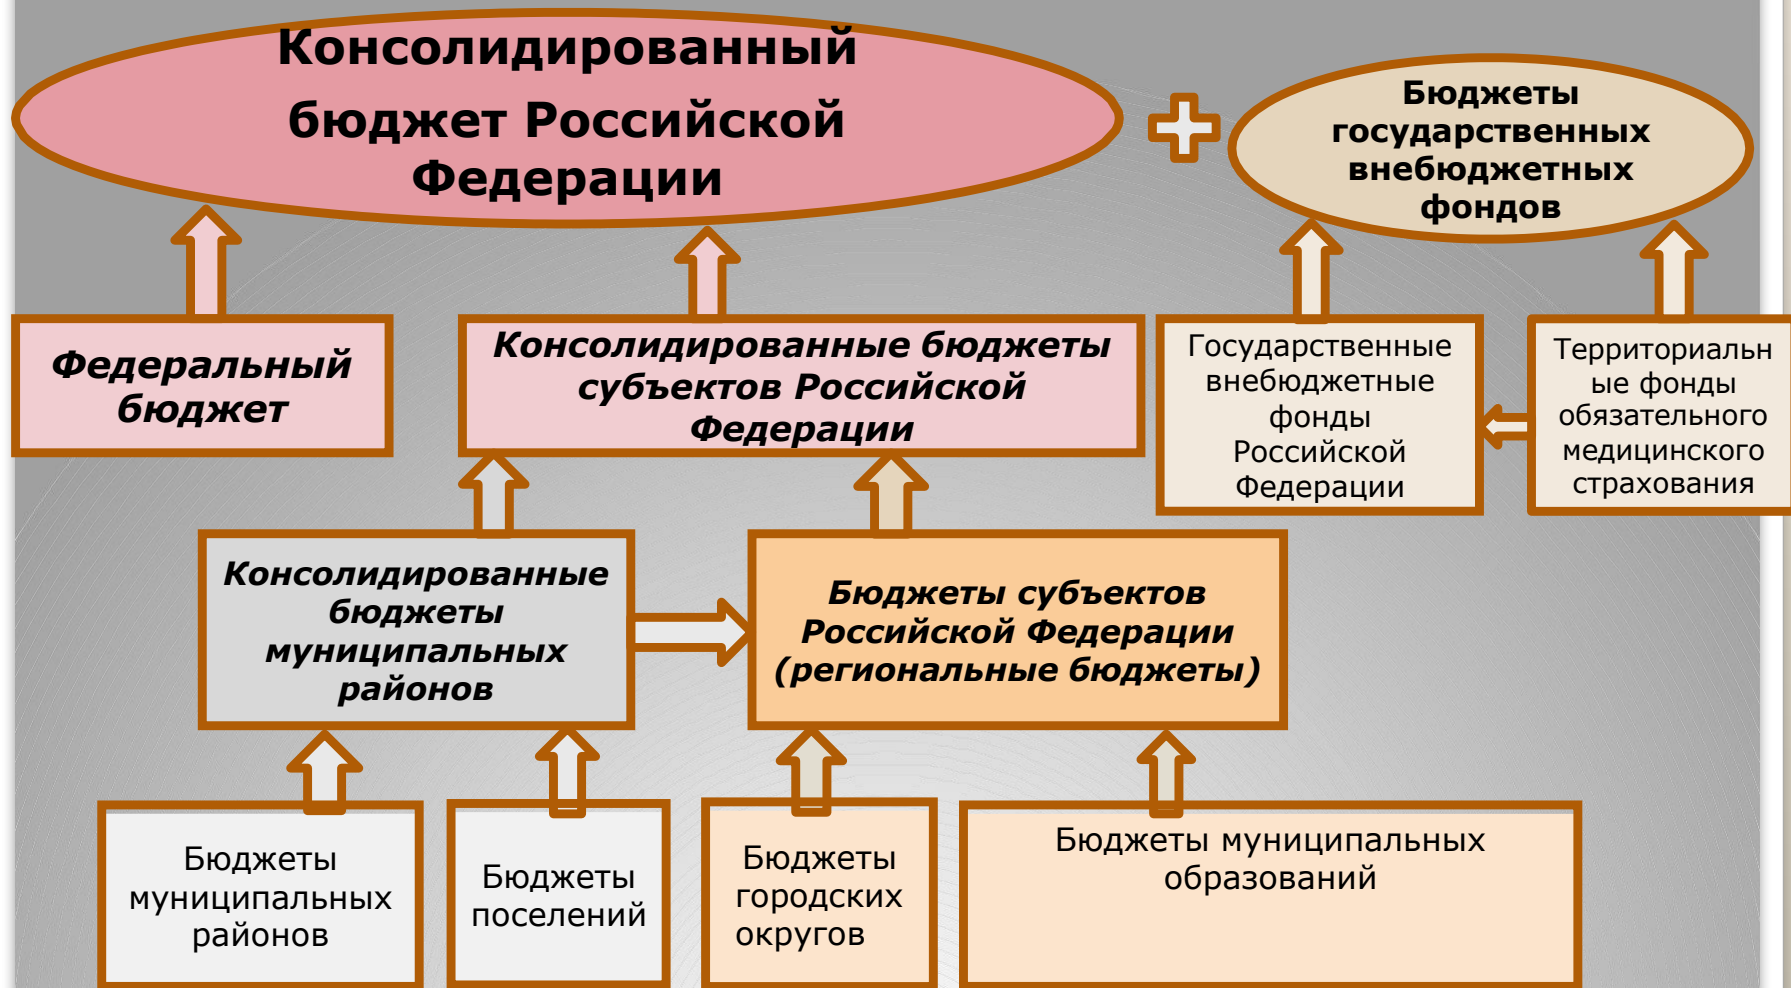 Консолидированный
бюджет Российской
Федерации
Бюджеты
государственных
внебюджетных
фондов
Федеральный
бюджет
Консолидированные бюджеты
субъектов Российской
Федерации
Государственные
внебюджетные
фонды
Российской
Федерации
Территориальн
ые фонды
обязательного
медицинского
страхования
Консолидированные
бюджеты
муниципальных
районов
Бюджеты субъектов
Российской Федерации
(региональные бюджеты)
Бюджеты
муниципальных
районов
Бюджеты
поселений
Бюджеты
городских
округов
Бюджеты муниципальных
образований